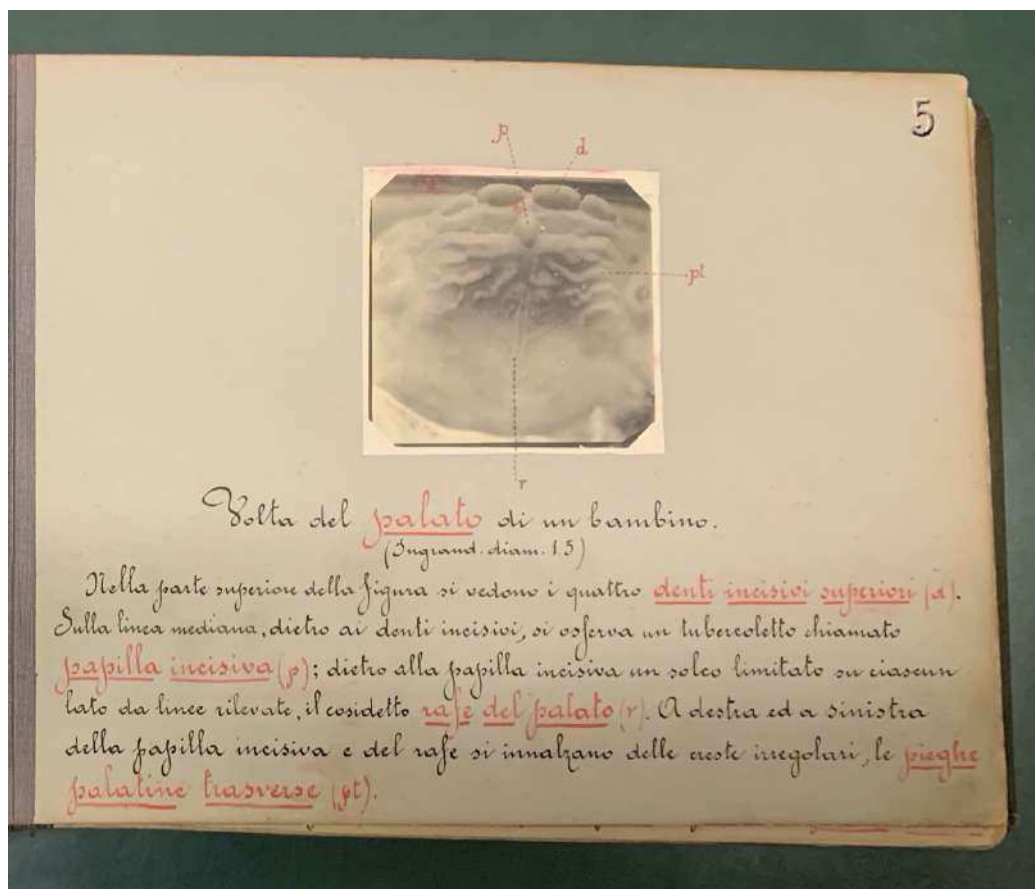 5
p
d
pt
r
Volta del palato di un bambino.
(Ingrand. diam. 1.5)
Nella parte superiore della figura si vedono i quattro denti incisivi superiori (d).
Sulla linea mediana, dietro ai denti incisivi, si osserva un tubercoletto chiamato
papilla incisiva (p); dietro alla papilla incisiva un solco limitato su ciascun
lato da linee rilevate, il cosidetto rafe del palato (r). A destra ed a sinistra
della papilla incisiva e del rafe si innalzano delle creste irregolari, le pieghe
palatine trasverse (pt).